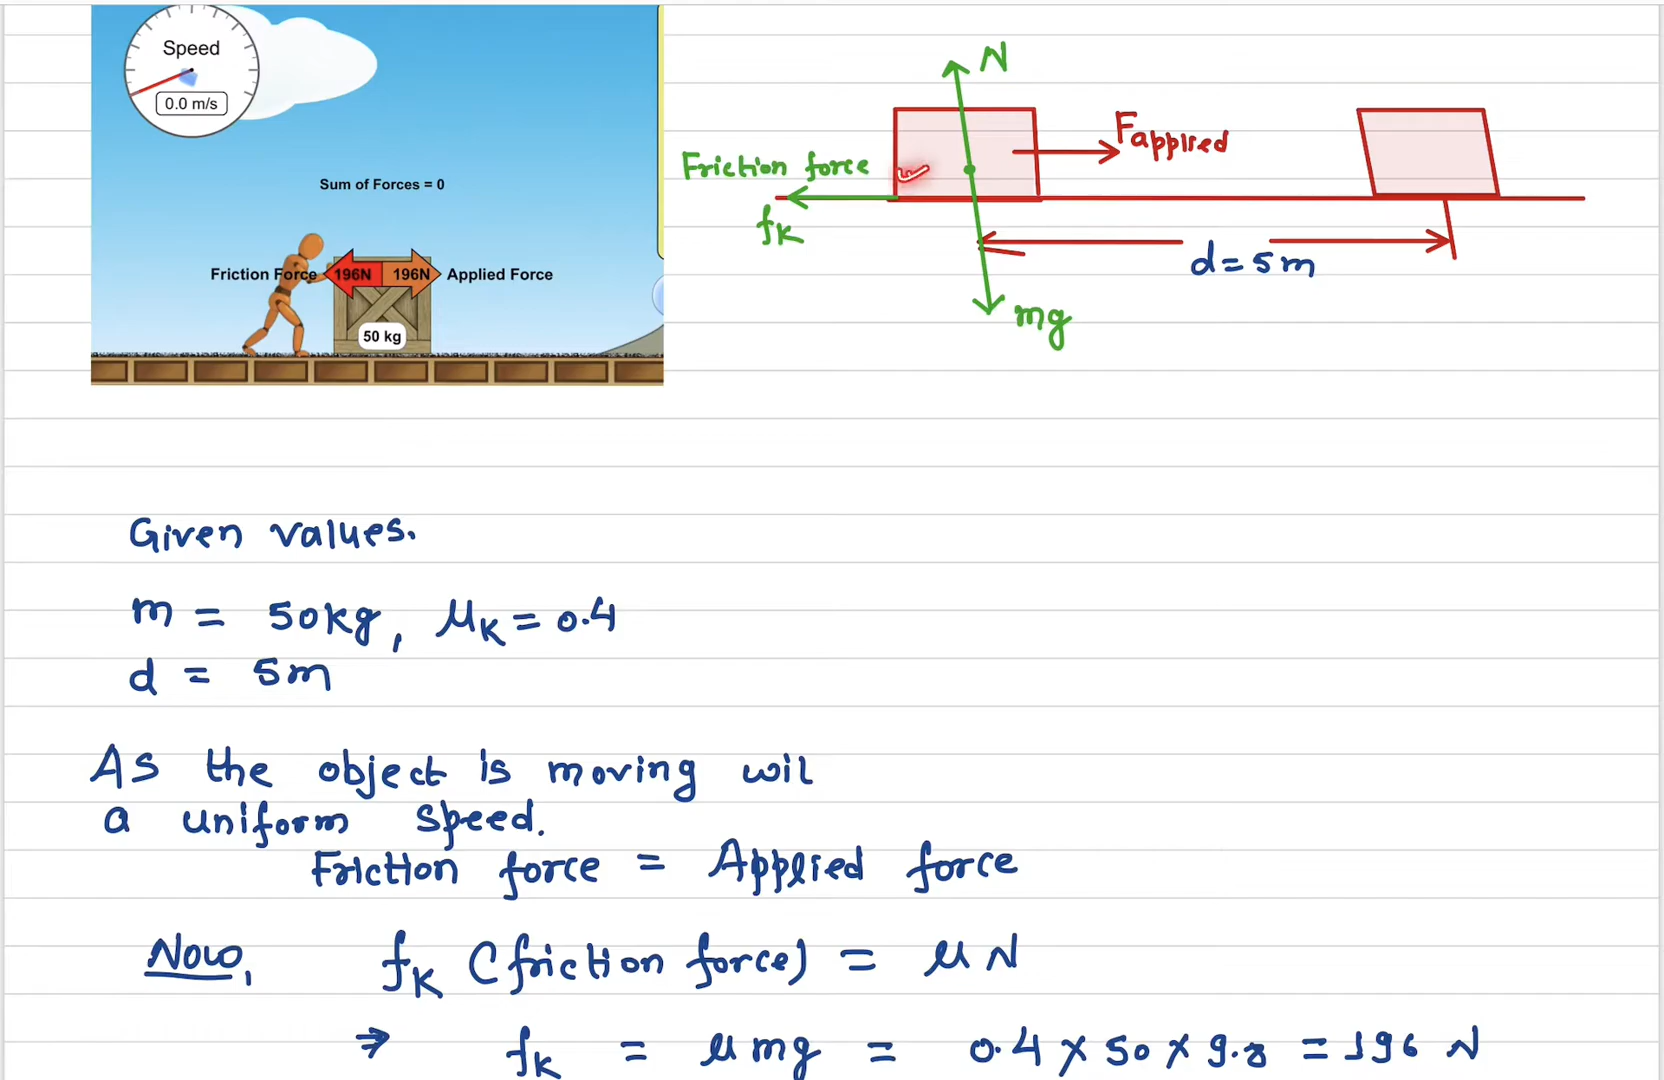 Speed
0.0 m/s
Sum of Forces = 0
Friction Force 196N 196N Applied Force
50 kg
N
Fapplied
Friction force
fK
d = 5m
mg
Given values.
m = 50kg, μK = 0.4
d = 5m
As the object is moving wil
a uniform speed.
Friction force = Applied force
Now, fK (friction force) = μN
⇒ fK = μmg = 0.4 × 50 × 9.8 = 196 N